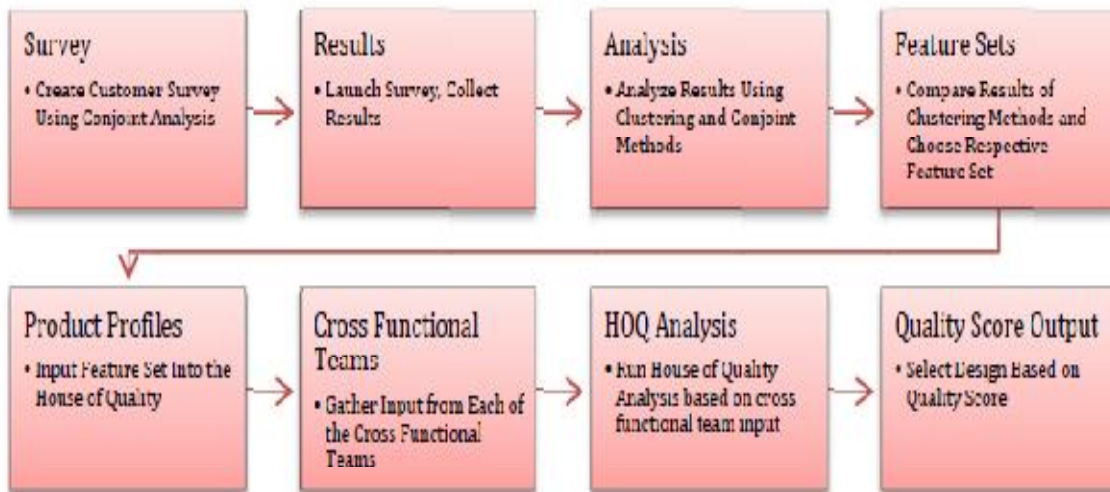 Survey
• Create Customer Survey
Using Conjoint Analysis
Results
• Launch Survey, Collect
Results
Analysis
• Analyze Results Using
Clustering and Conjoint
Methods
Feature Sets
• Compare Results of
Clustering Methods and
Choose Respective
Feature Set
Product Profiles
• Input Feature Set Into the
House of Quality
Cross Functional
Teams
• Gather Input from Each of
the Cross Functional
Teams
HOQ Analysis
• Run House of Quality
Analysis based on cross
functional team input
Quality Score Output
• Select Design Based on
Quality Score